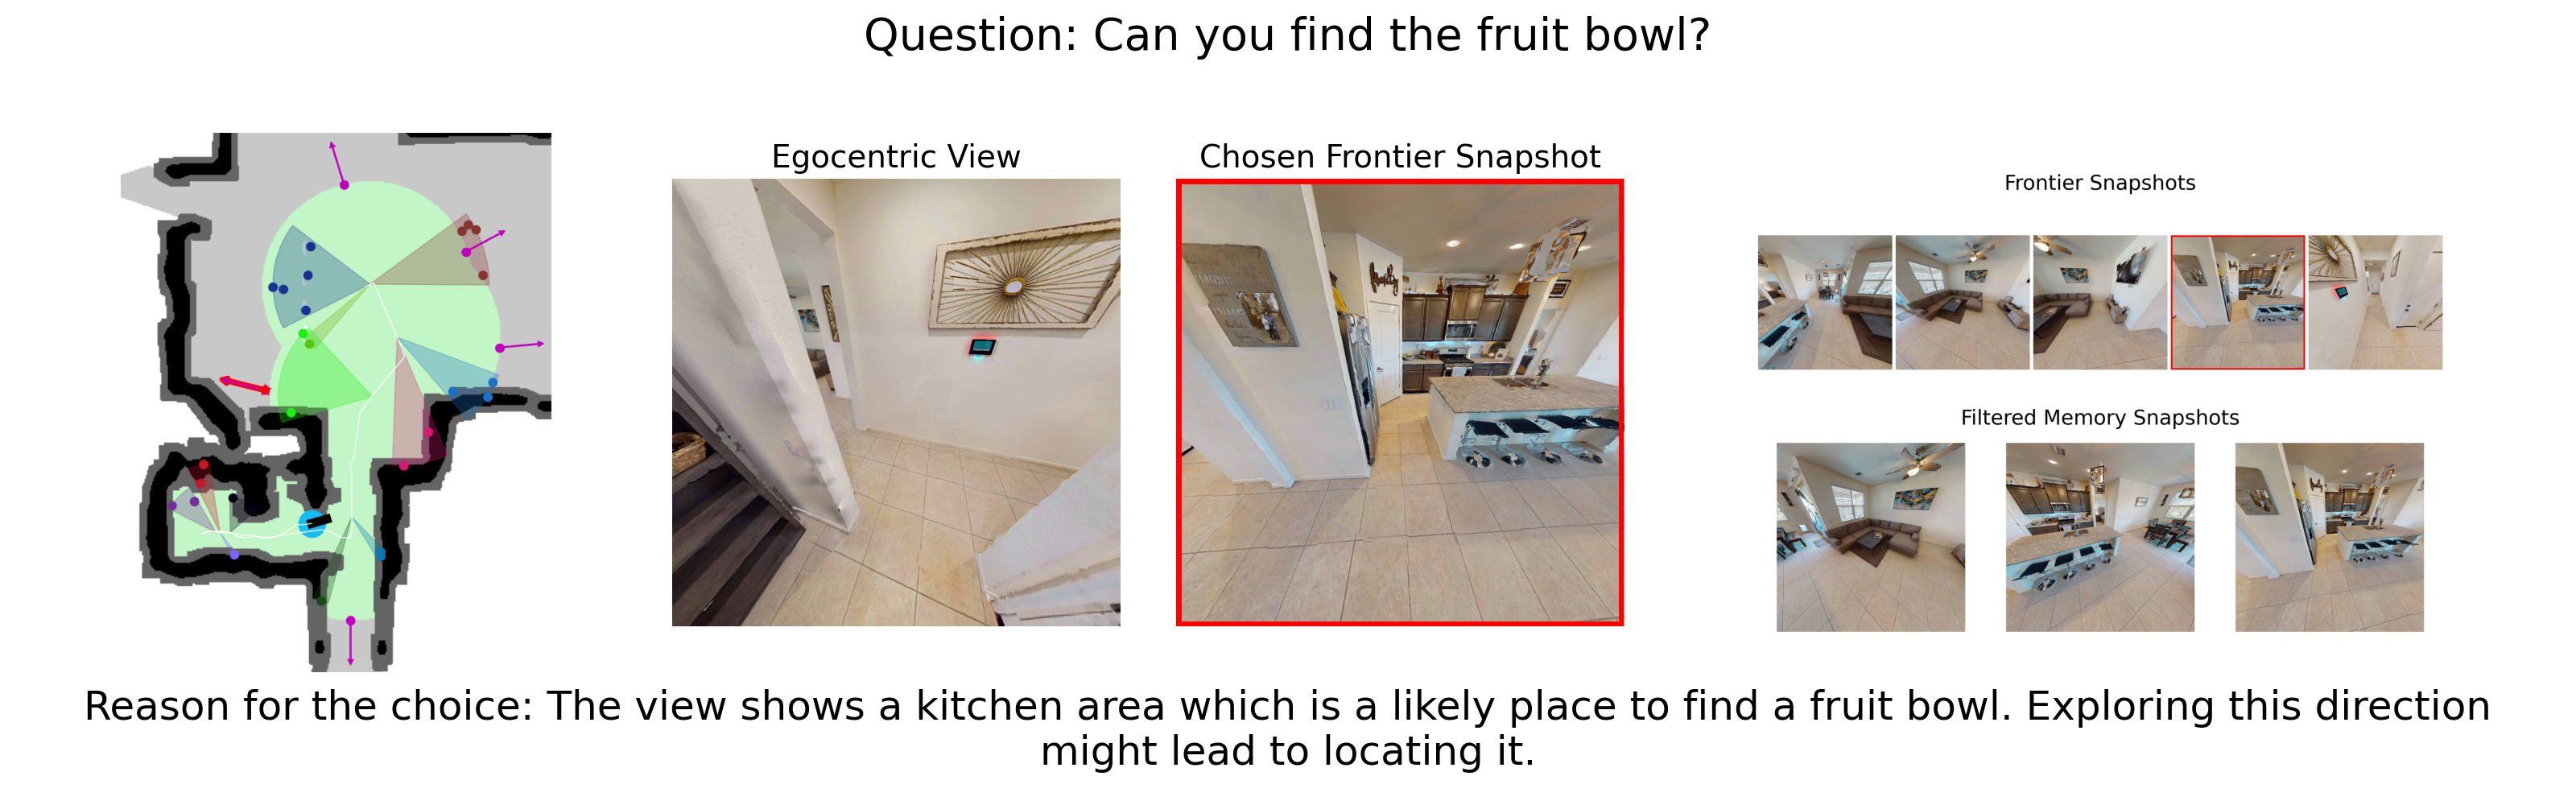 Question: Can you find the fruit bowl?
Egocentric View
Chosen Frontier Snapshot
Frontier Snapshots
Filtered Memory Snapshots
Reason for the choice: The view shows a kitchen area which is a likely place to find a fruit bowl. Exploring this direction
might lead to locating it.